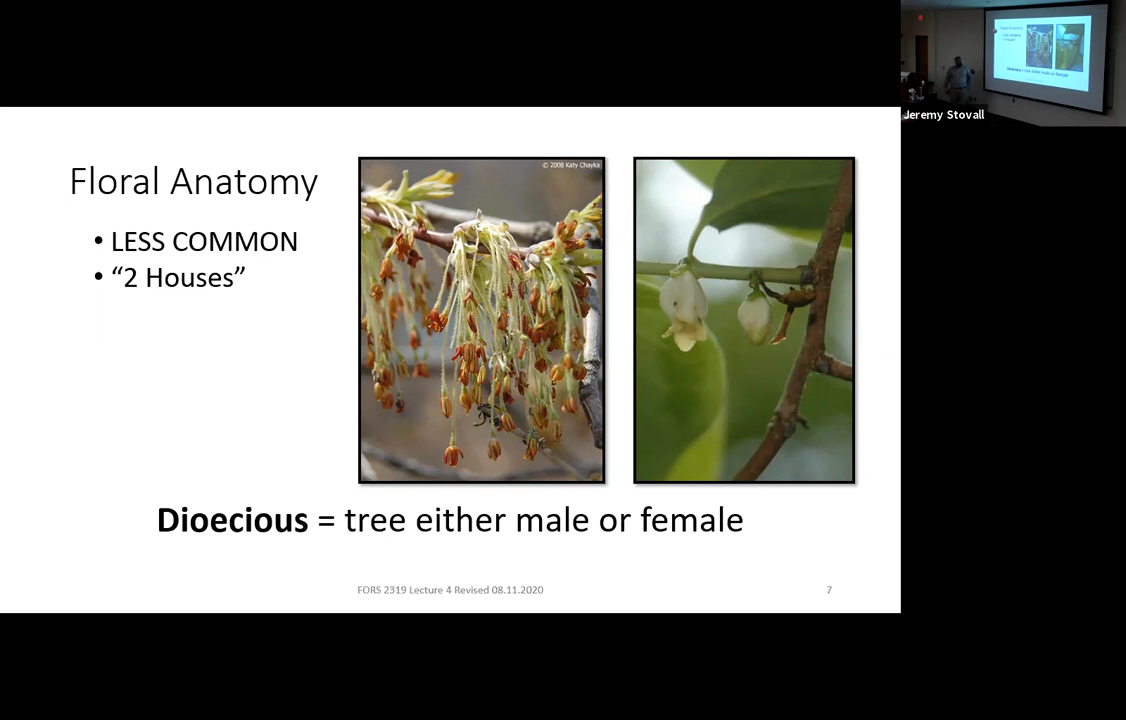 Floral Anatomy
• LESS COMMON
• “2 Houses”
© 2008 Katy Chayka
Dioecious = tree either male or female
FORS 2319 Lecture 4 Revised 08.11.2020
7
Jeremy Stovall